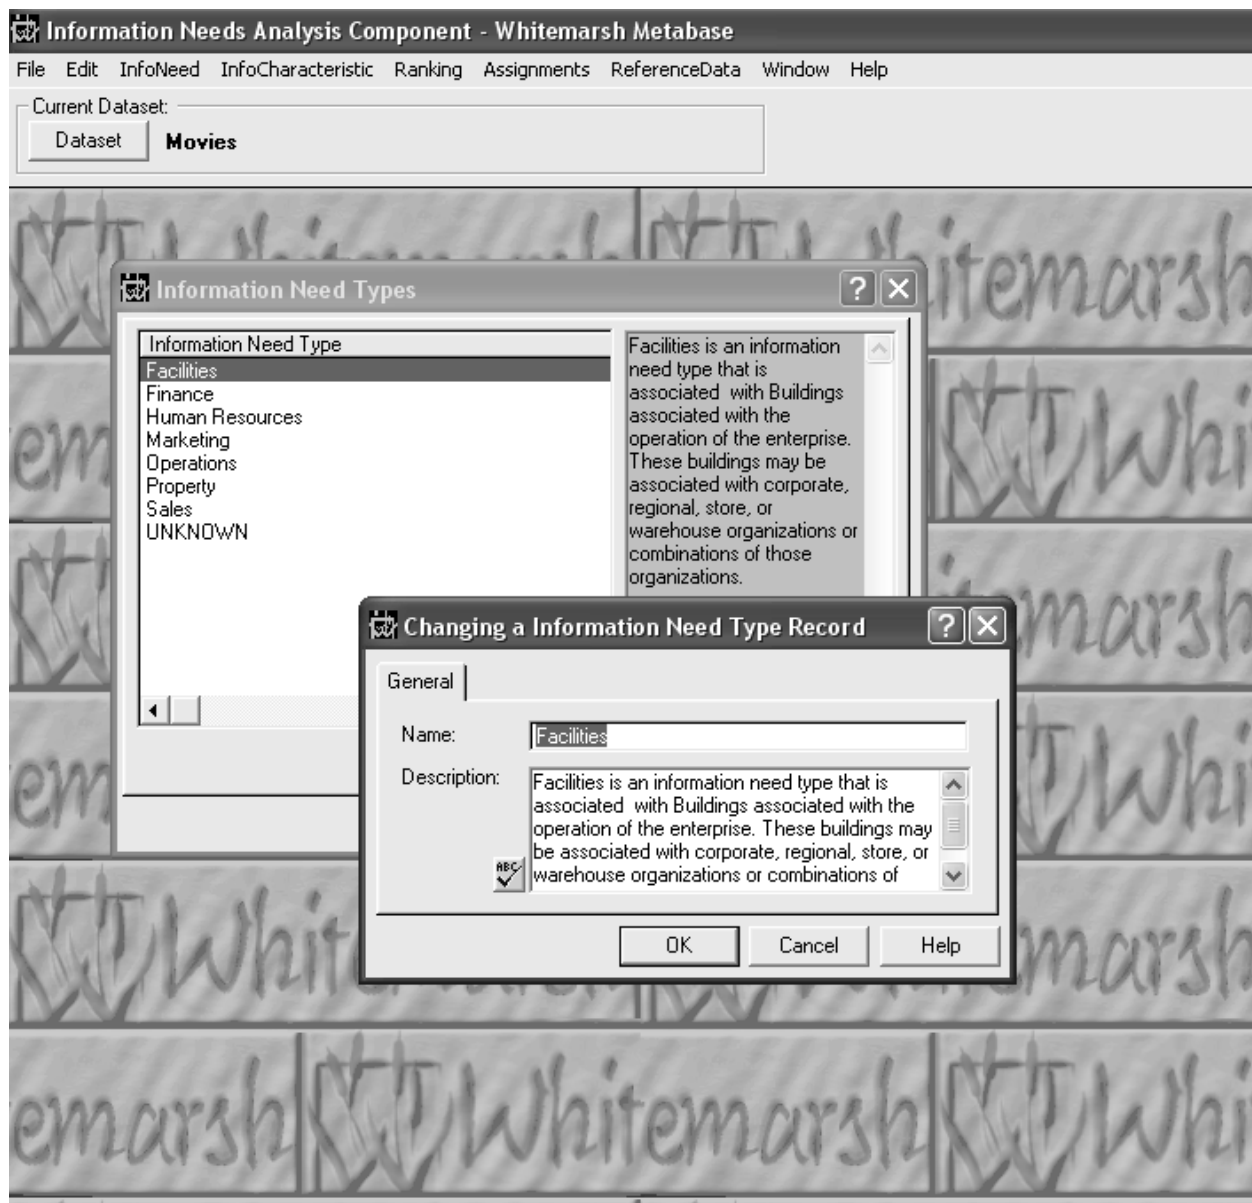 Information Needs Analysis Component - Whitemarsh Metabase
File Edit InfoNeed InfoCharacteristic Ranking Assignments ReferenceData Window Help
Current Dataset:
Dataset Movies
Information Need Types
Information Need Type
Facilities
Finance
Human Resources
Marketing
Operations
Property
Sales
UNKNOWN
Facilities is an information
need type that is
associated  with Buildings
associated with the
operation of the enterprise.
These buildings may be
associated with corporate,
regional, store, or
warehouse organizations or
combinations of those
organizations.
Changing a Information Need Type Record
General
Name: Facilities
Description:
Facilities is an information need type that is
associated  with Buildings associated with the
operation of the enterprise. These buildings may
be associated with corporate, regional, store, or
warehouse organizations or combinations of
ABC
OK Cancel Help
Whitemarsh